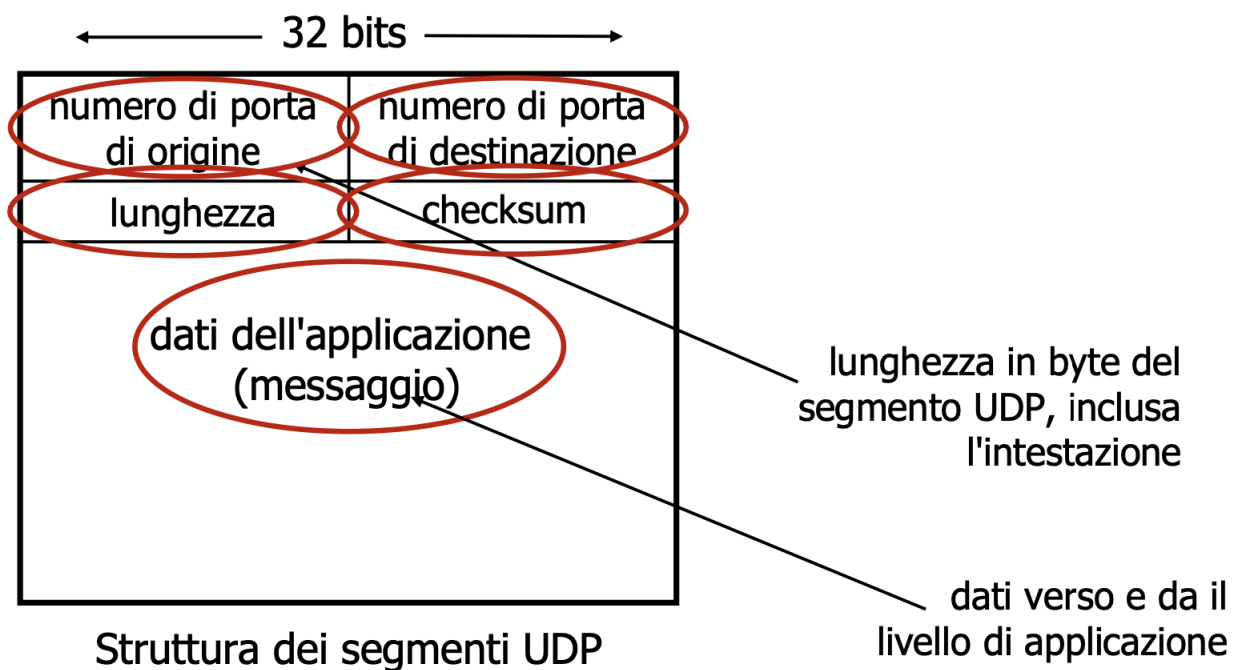 32 bits
numero di porta
di origine
numero di porta
di destinazione
lunghezza
checksum
dati dell'applicazione
(messaggio)
lunghezza in byte del
segmento UDP, inclusa
l'intestazione
dati verso e da il
livello di applicazione
Struttura dei segmenti UDP